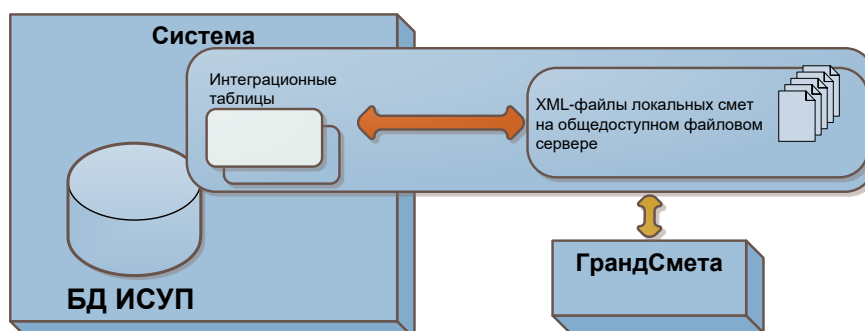 Система
Интеграционные
таблицы
XML-файлы локальных смет
на общедоступном файловом
сервере
ГрандСмета
БД ИСУП